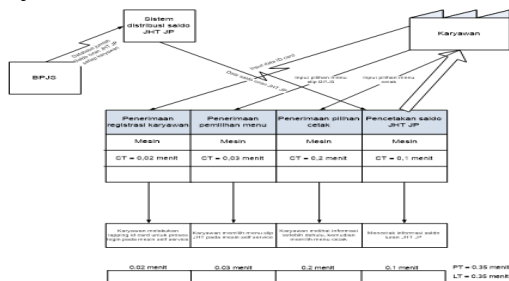 Sistem
distribusi saldo
JHT JP
Karyawan
BPJS
Input data ID card
Input pilihan menu
slip BPJS
Input pilihan menu
cetak
Penerimaan
registrasi karyawan
Penerimaan
pemilihan menu
Penerimaan pilihan
cetak
Pencetakan saldo
JHT JP
Mesin
Mesin
Mesin
Mesin
CT = 0,02 menit
CT = 0,03 menit
CT = 0,2 menit
CT = 0,1 menit
Karyawan melakukan
tapping id card untuk proses
login pada mesin self service
Karyawan memilih menu slip
JHT pada mesin self service
Karyawan melihat informasi
terlebih dahulu, kemudian
memilih menu cetak
Mencetak informasi saldo
JHT JP
0.02 menit
0.03 menit
0.2 menit
0.1 menit
PT = 0.35 menit
LT = 0.35 menit